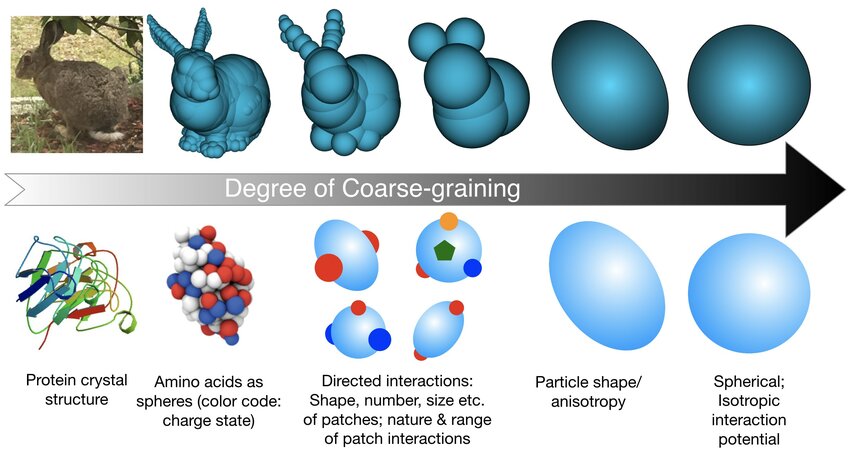 Degree of Coarse-graining
Protein crystal
structure
Amino acids as
spheres (color code:
charge state)
Directed interactions:
Shape, number, size etc.
of patches; nature & range
of patch interactions
Particle shape/
anisotropy
Spherical;
Isotropic
interaction
potential